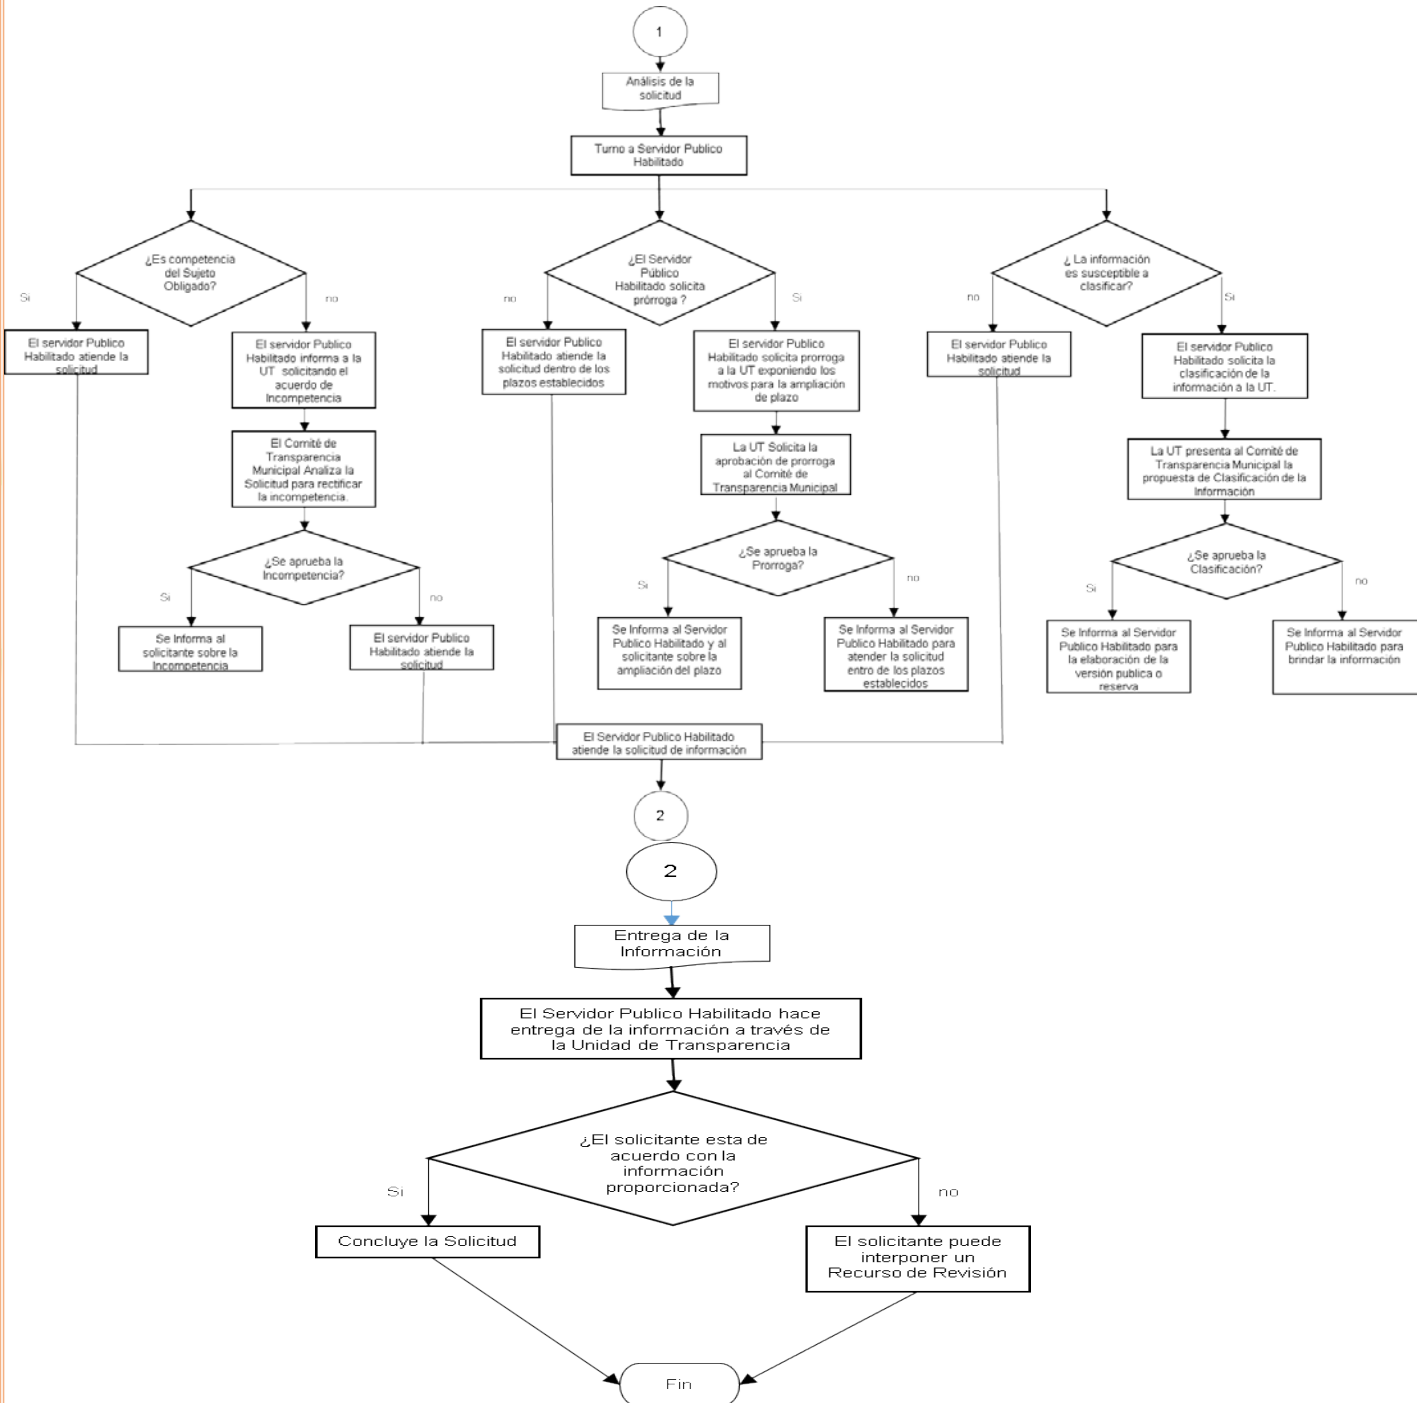 1
Análisis de la
solicitud
Turno a Servidor Publico
Habilitado
¿Es competencia
del Sujeto
Obligado?
Si
no
El servidor Publico
Habilitado atiende la
solicitud
El servidor Publico
Habilitado informa a la
UT solicitando el
acuerdo de
Incompetencia
El Comité de
Transparencia
Municipal Analiza la
Solicitud para rectificar
la incompetencia.
¿Se aprueba la
Incompetencia?
Si
no
Se Informa al
solicitante sobre la
Incompetencia
El servidor Publico
Habilitado atiende la
solicitud
¿El Servidor
Público
Habilitado solicita
prórroga ?
no
Si
El servidor Publico
Habilitado atiende la
solicitud dentro de los
plazos establecidos
El servidor Publico
Habilitado solicita prorroga
a la UT exponiendo los
motivos para la ampliación
de plazo
La UT Solicita la
aprobación de prorroga
al Comité de
Transparencia Municipal
¿Se aprueba la
Prorroga?
Si
no
Se Informa al Servidor
Publico Habilitado y al
solicitante sobre la
ampliación del plazo
Se Informa al Servidor
Publico Habilitado para
atender la solicitud
entro de los plazos
establecidos
¿ La información
es susceptible a
clasificar?
no
Si
El servidor Publico
Habilitado atiende la
solicitud
El servidor Publico
Habilitado solicita la
clasificación de la
información a la UT.
La UT presenta al Comité de
Transparencia Municipal la
propuesta de Clasificación de la
Información
¿Se aprueba la
Clasificación?
Si
no
Se Informa al Servidor
Publico Habilitado para
la elaboración de la
versión publica o
reserva
Se Informa al Servidor
Publico Habilitado para
brindar la información
El Servidor Publico Habilitado
atiende la solicitud de información
2
2
Entrega de la
Información
El Servidor Publico Habilitado hace
entrega de la información a través de
la Unidad de Transparencia
¿El solicitante esta de
acuerdo con la
información
proporcionada?
Si
no
Concluye la Solicitud
El solicitante puede
interponer un
Recurso de Revisión
Fin